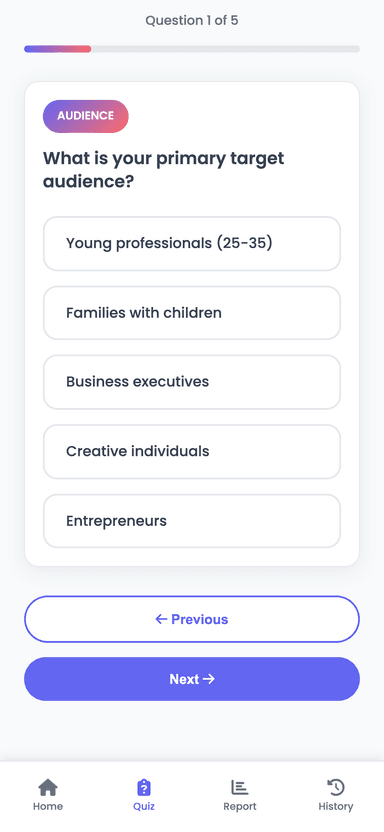 Question 1 of 5
AUDIENCE
What is your primary target
audience?
Young professionals (25-35)
Families with children
Business executives
Creative individuals
Entrepreneurs
← Previous
Next →
Home
Quiz
Report
History